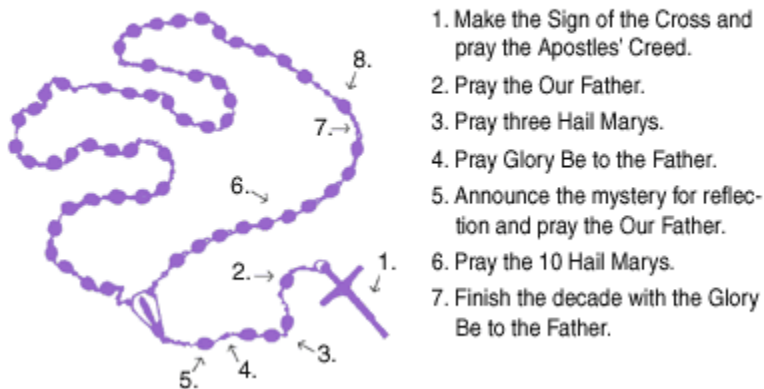 8.
7.
6.
1.
2.
3.
4.
5.
1. Make the Sign of the Cross and
pray the Apostles' Creed.
2. Pray the Our Father.
3. Pray three Hail Marys.
4. Pray Glory Be to the Father.
5. Announce the mystery for reflec-
tion and pray the Our Father.
6. Pray the 10 Hail Marys.
7. Finish the decade with the Glory
Be to the Father.